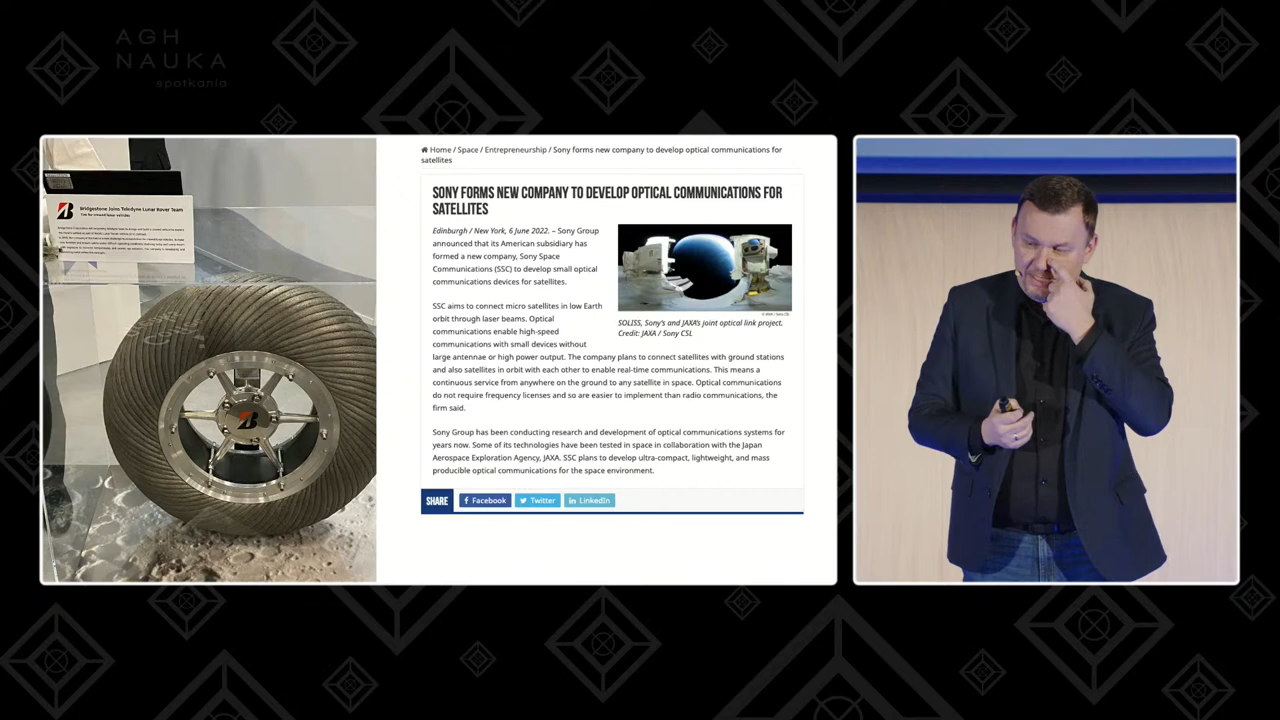 AGH
NAUKA
spotkania
Bridgestone Joins Teledyne Lunar Rover Team
B
Home / Space / Entrepreneurship / Sony forms new company to develop optical communications for
satellites
SONY FORMS NEW COMPANY TO DEVELOP OPTICAL COMMUNICATIONS FOR
SATELLITES
Edinburgh / New York, 6 June 2022. – Sony Group
announced that its American subsidiary has
formed a new company, Sony Space
Communications (SSC) to develop small optical
communications devices for satellites.
SOLISS, Sony's and JAXA's joint optical link project.
Credit: JAXA / Sony CSL
SSC aims to connect micro satellites in low Earth
orbit through laser beams. Optical
communications enable high-speed
communications with small devices without
large antennae or high power output. The company plans to connect satellites with ground stations
and also satellites in orbit with each other to enable real-time communications. This means a
continuous service from anywhere on the ground to any satellite in space. Optical communications
do not require frequency licenses and so are easier to implement than radio communications, the
firm said.
Sony Group has been conducting research and development of optical communications systems for
years now. Some of its technologies have been tested in space in collaboration with the Japan
Aerospace Exploration Agency, JAXA. SSC plans to develop ultra-compact, lightweight, and mass
producible optical communications for the space environment.
SHARE
Facebook
Twitter
LinkedIn